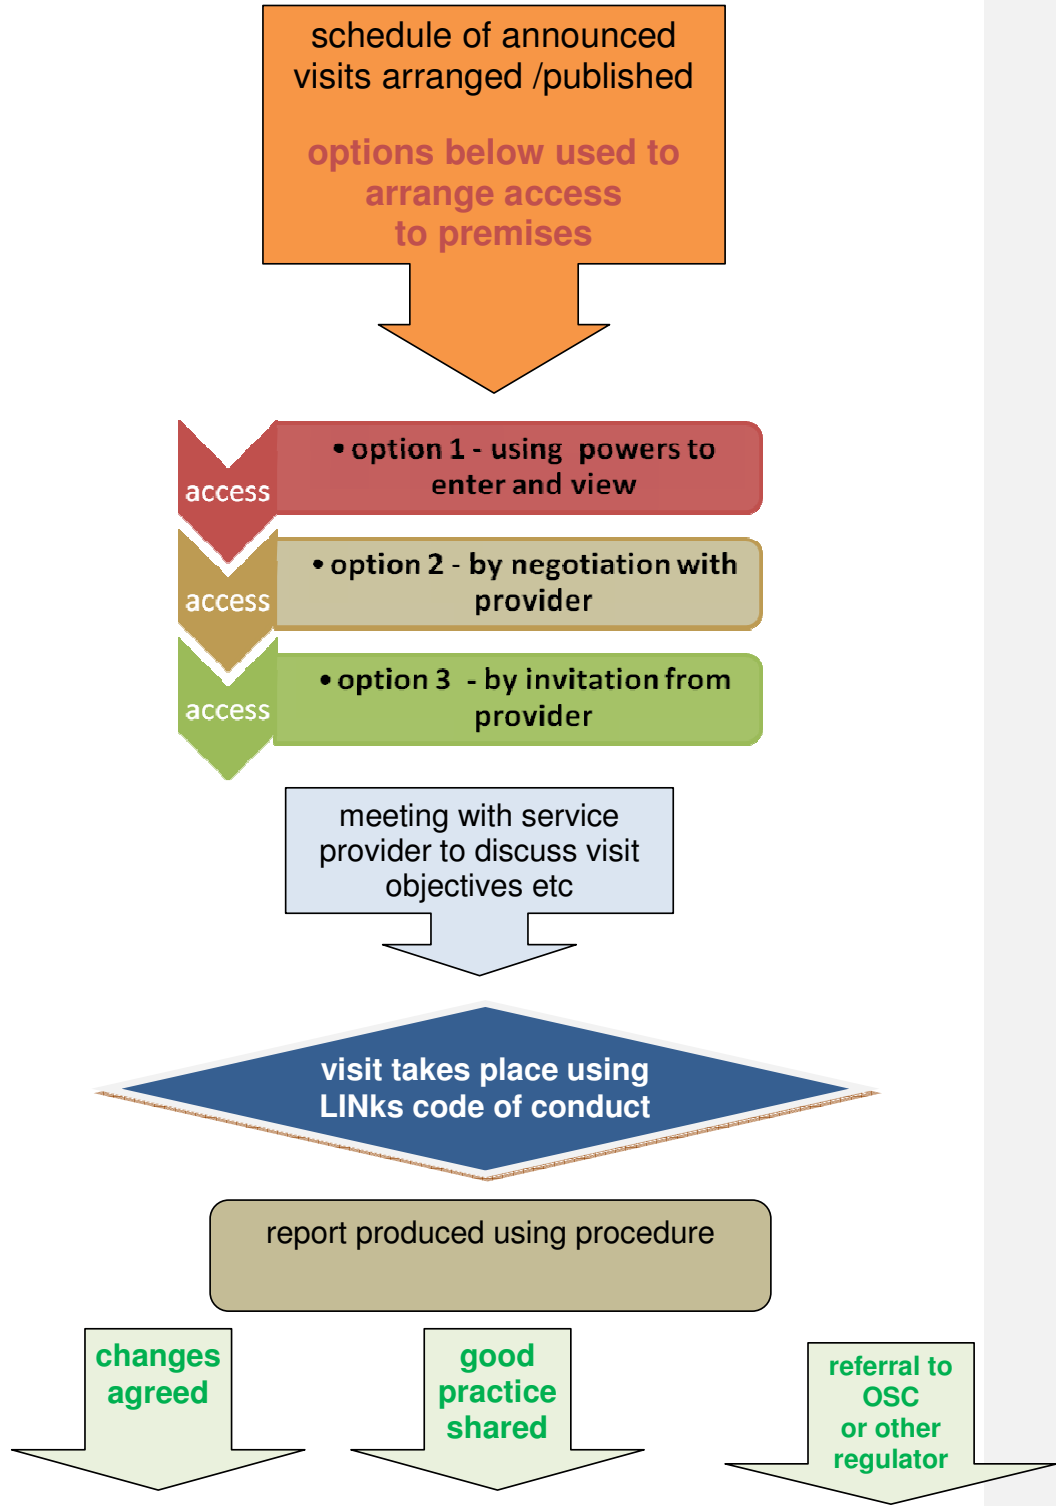 schedule of announced
visits arranged /published
options below used to
arrange access
to premises
access
• option 1 - using powers to
enter and view
access
• option 2 - by negotiation with
provider
access
• option 3 - by invitation from
provider
meeting with service
provider to discuss visit
objectives etc
visit takes place using
LINks code of conduct
report produced using procedure
changes
agreed
good
practice
shared
referral to
OSC
or other
regulator